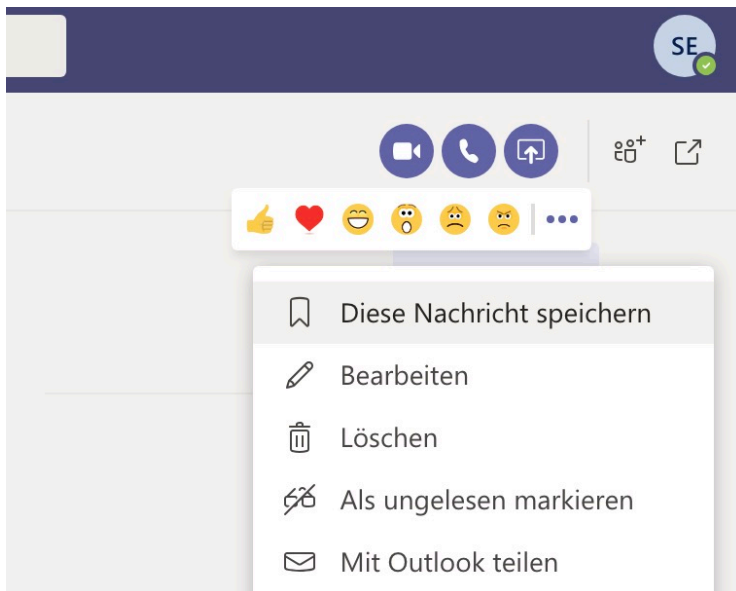 SE
Diese Nachricht speichern
Bearbeiten
Löschen
Als ungelesen markieren
Mit Outlook teilen